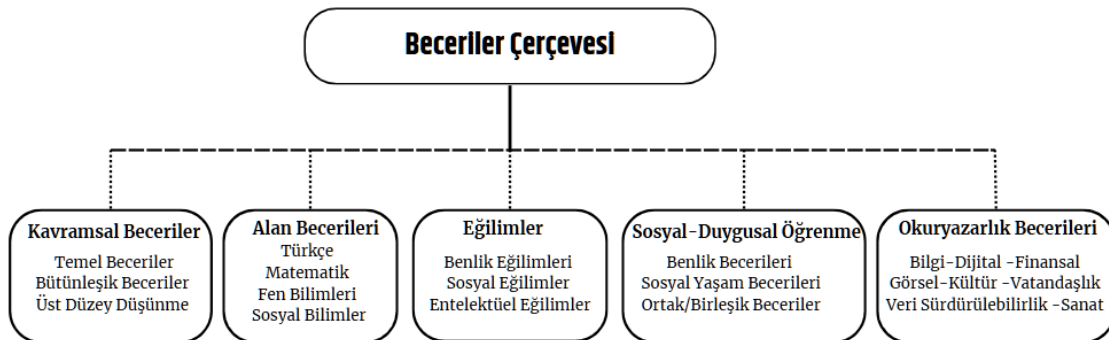 Beceriler Çerçevesi
Kavramsal Beceriler
Temel Beceriler
Bütünleşik Beceriler
Üst Düzey Düşünme
Alan Becerileri
Türkçe
Matematik
Fen Bilimleri
Sosyal Bilimler
Eğilimler
Benlik Eğilimleri
Sosyal Eğilimler
Entelektüel Eğilimler
Sosyal-Duygusal Öğrenme
Benlik Becerileri
Sosyal Yaşam Becerileri
Ortak/Birleşik Beceriler
Okuryazarlık Becerileri
Bilgi-Dijital -Finansal
Görsel-Kültür -Vatandaşlık
Veri Sürdürülebilirlik -Sanat